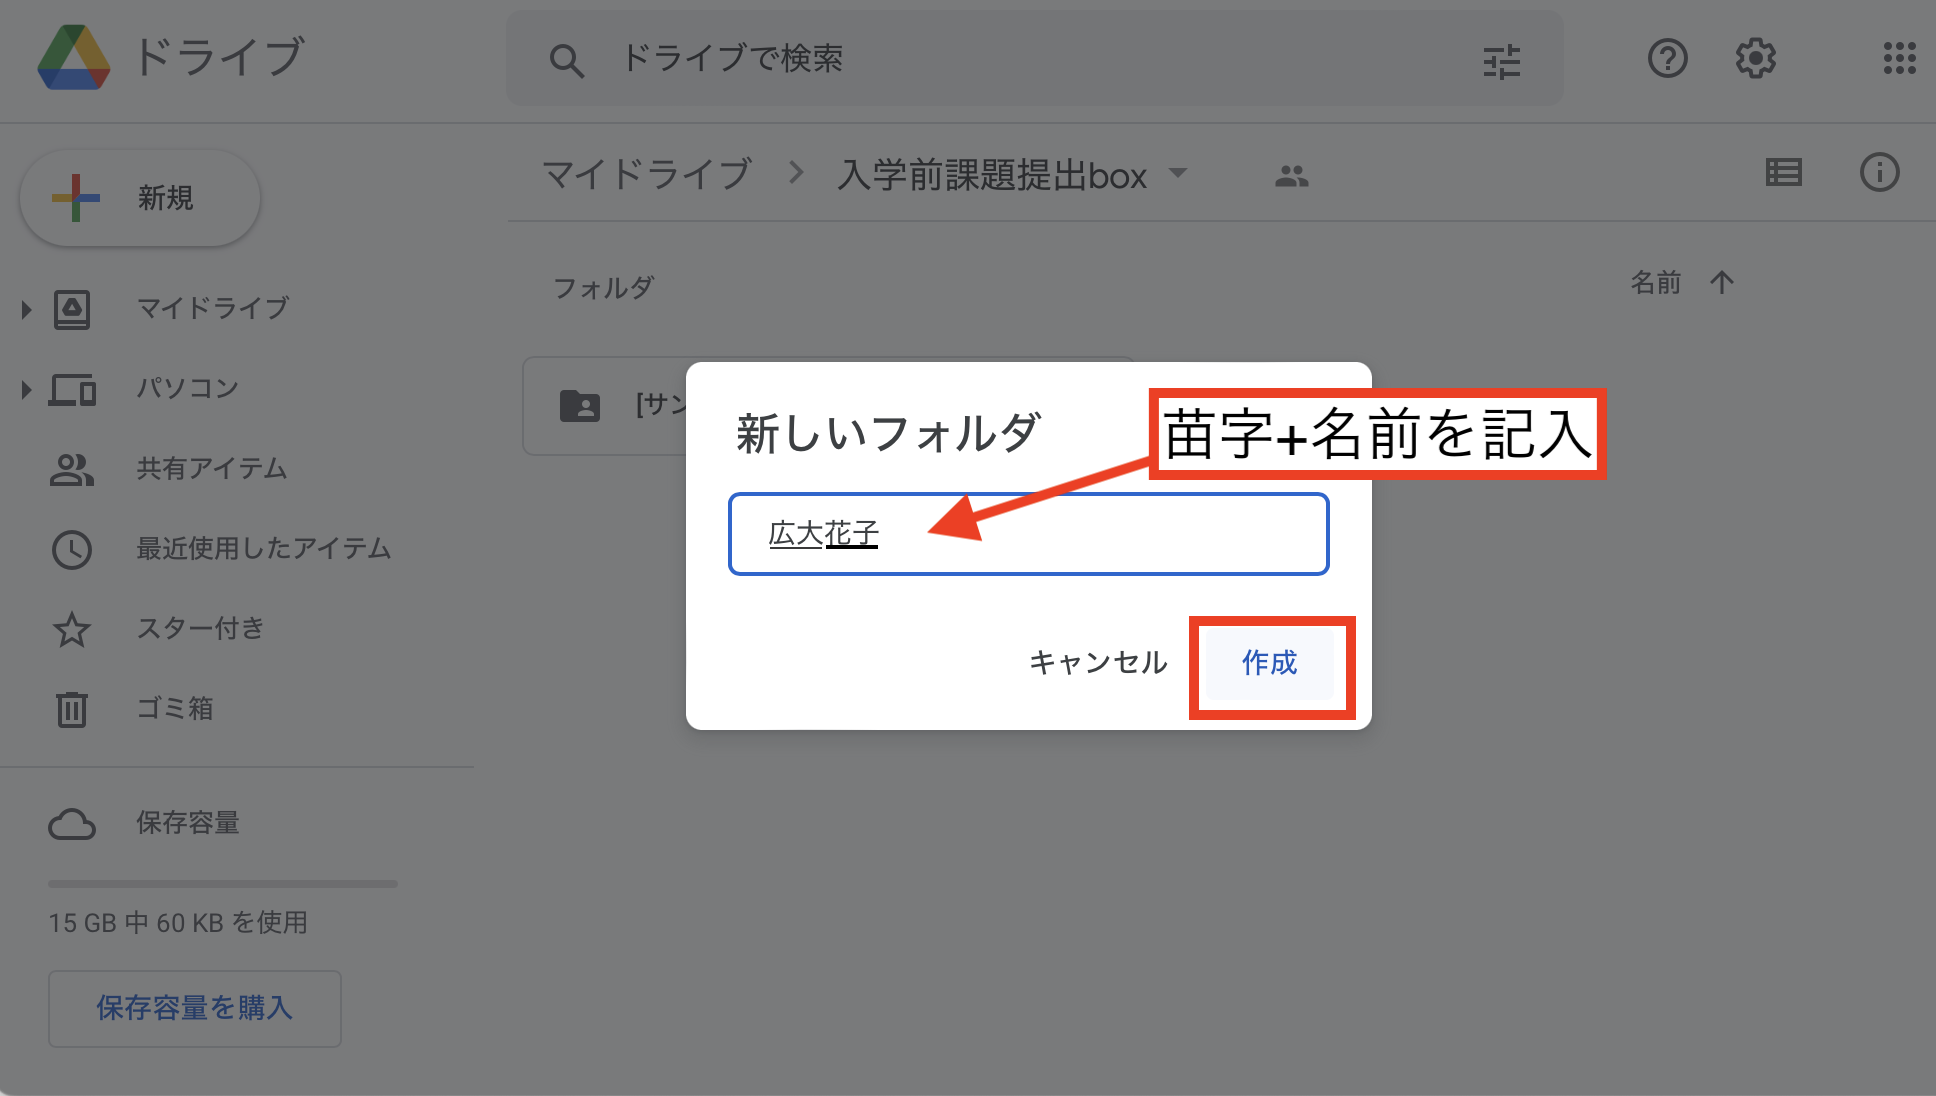 ドライブ
ドライブで検索
新規
マイドライブ
入学前課題提出box
フォルダ
名前
マイドライブ
パソコン
共有アイテム
最近使用したアイテム
スター付き
ゴミ箱
保存容量
15 GB 中 60 KB を使用
保存容量を購入
[サン
新しいフォルダ
苗字+名前を記入
広大花子
キャンセル
作成